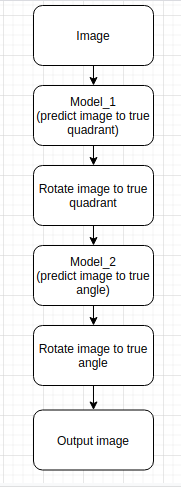 Image
Model_1
(predict image to true
quadrant)
Rotate image to true
quadrant
Model_2
(predict image to true
angle)
Rotate image to true
angle
Output image